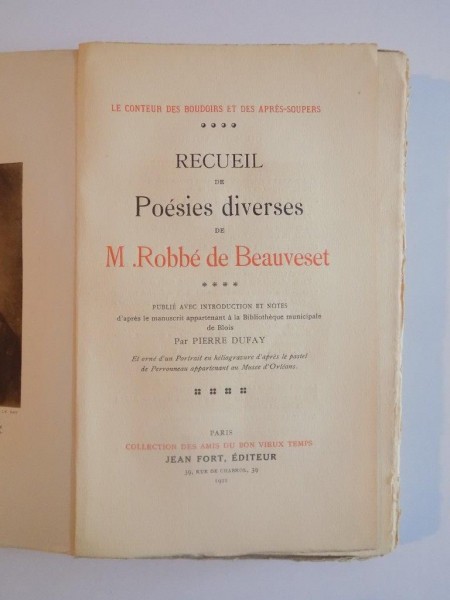 LE CONTEUR DES BOUDOIRS ET DES APRÈS-SOUPERS
RECUEIL
DE
Poésies diverses
DE
M .Robbé de Beauveset
PUBLIÉ AVEC INTRODUCTION ET NOTES
d'après le manuscrit appartenant à la Bibliothèque municipale
de Blois
Par PIERRE DUFAY
Et orné d'un Portrait en héliogravure d'après le pastel
de Perronneau appartenant au Musée d'Orléans.
PARIS
COLLECTION DES AMIS DU BON VIEUX TEMPS
JEAN FORT, ÉDITEUR
39, RUE DE CHABROL, 39